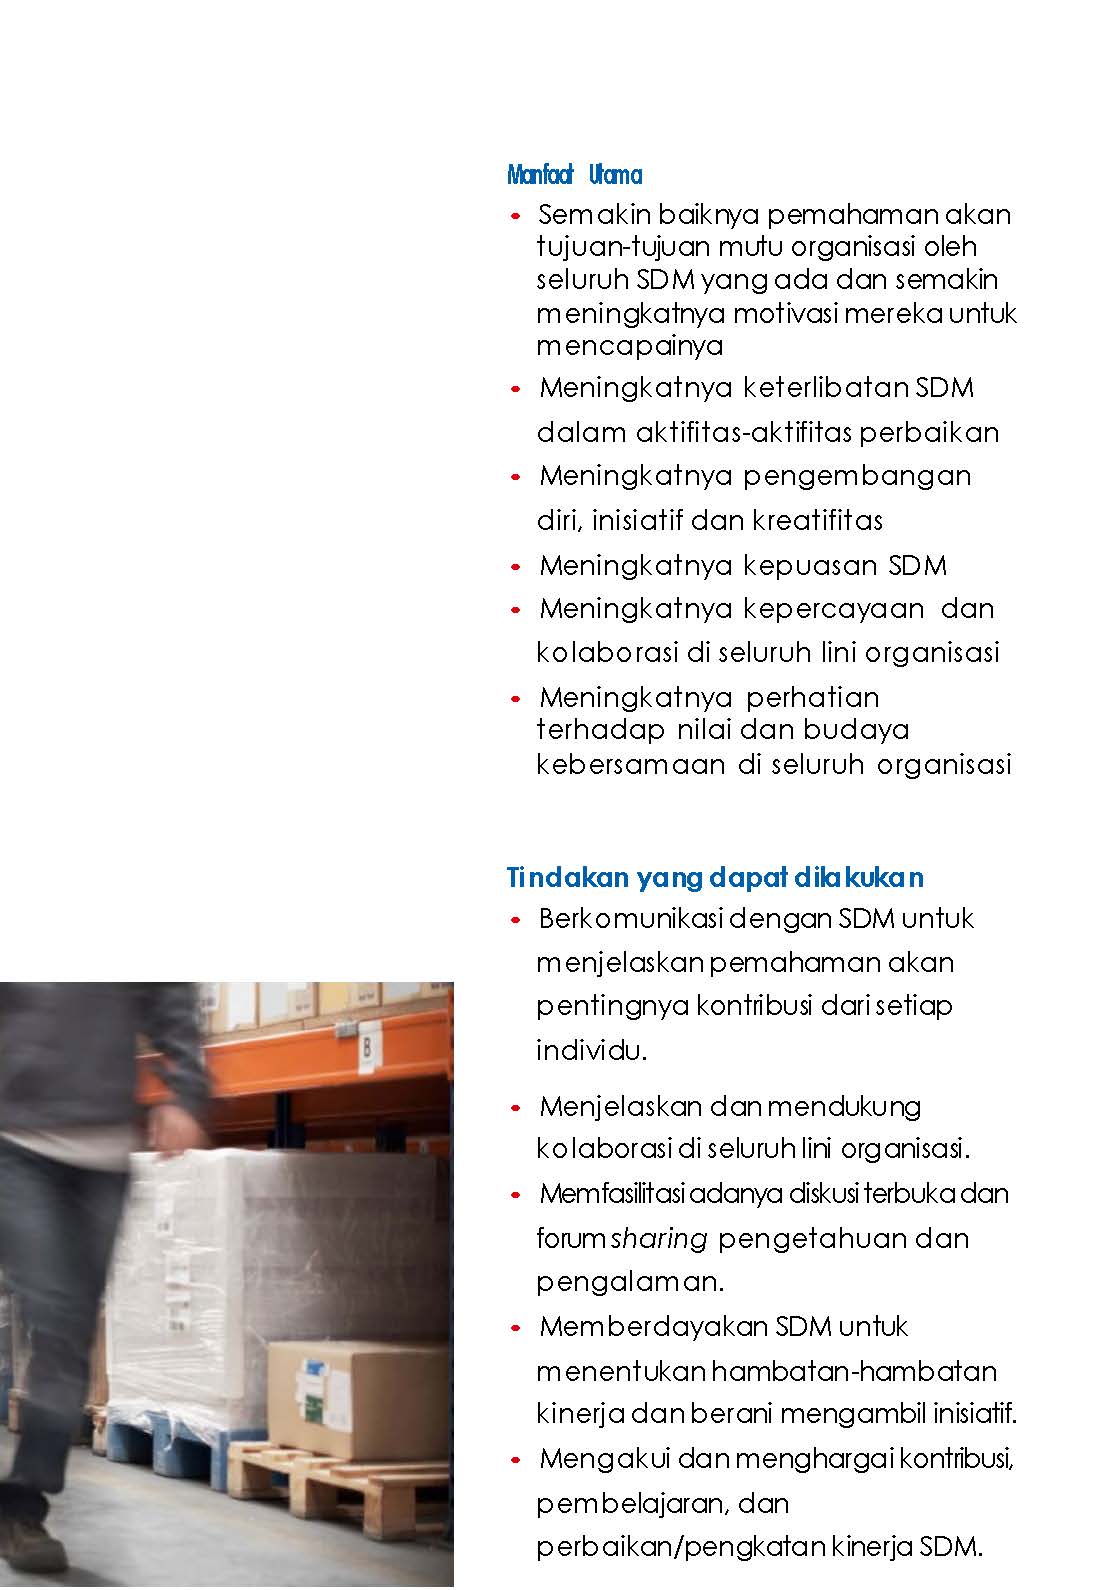 Manfaat Utama
• Semakin baiknya pemahaman akan
tujuan-tujuan mutu organisasi oleh
seluruh SDM yang ada dan semakin
meningkatnya motivasi mereka untuk
mencapainya
• Meningkatnya keterlibatan SDM
dalam aktifitas-aktifitas perbaikan
• Meningkatnya pengembangan
diri, inisiatif dan kreatifitas
• Meningkatnya kepuasan SDM
• Meningkatnya kepercayaan dan
kolaborasi di seluruh lini organisasi
• Meningkatnya perhatian
terhadap nilai dan budaya
kebersamaan di seluruh organisasi
Tindakan yang dapat dilakukan
• Berkomunikasi dengan SDM untuk
menjelaskan pemahaman akan
pentingnya kontribusi dari setiap
individu.
• Menjelaskan dan mendukung
kolaborasi di seluruh lini organisasi.
• Memfasilitasi adanya diskusi terbuka dan
forum sharing pengetahuan dan
pengalaman.
• Memberdayakan SDM untuk
menentukan hambatan-hambatan
kinerja dan berani mengambil inisiatif.
• Mengakui dan menghargai kontribusi,
pembelajaran, dan
perbaikan/pengkatan kinerja SDM.
B